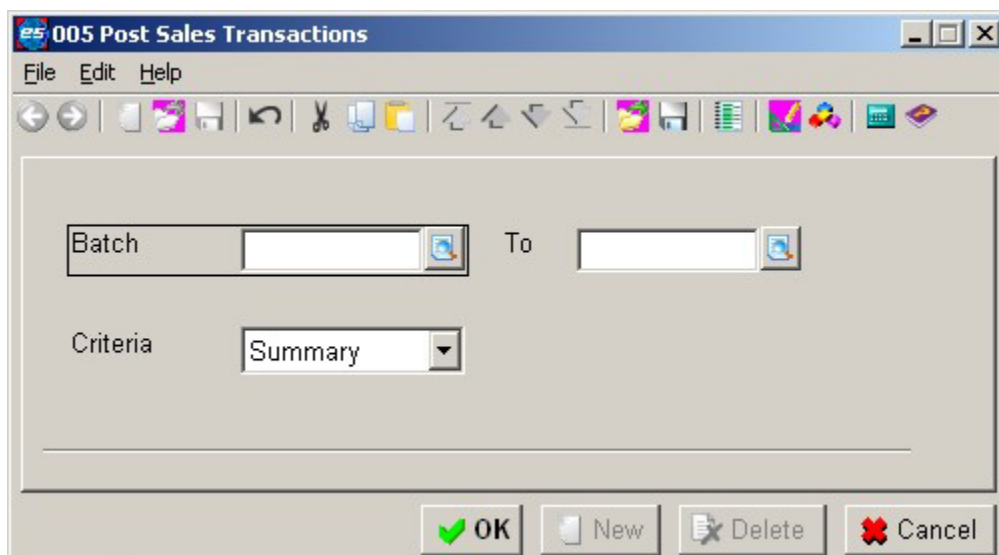 es 005 Post Sales Transactions
File Edit Help
Batch To
Criteria Summary
OK New Delete Cancel